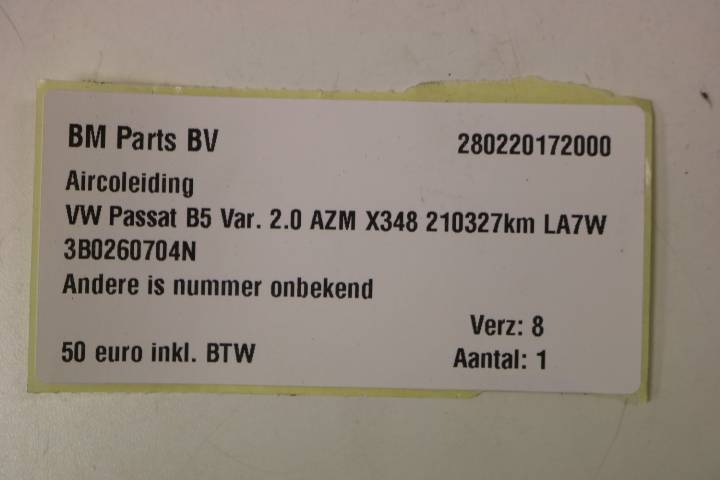 BM Parts BV 280220172000
Aircoleiding
VW Passat B5 Var. 2.0 AZM X348 210327km LA7W
3B0260704N
Andere is nummer onbekend
Verz: 8
50 euro inkl. BTW Aantal: 1